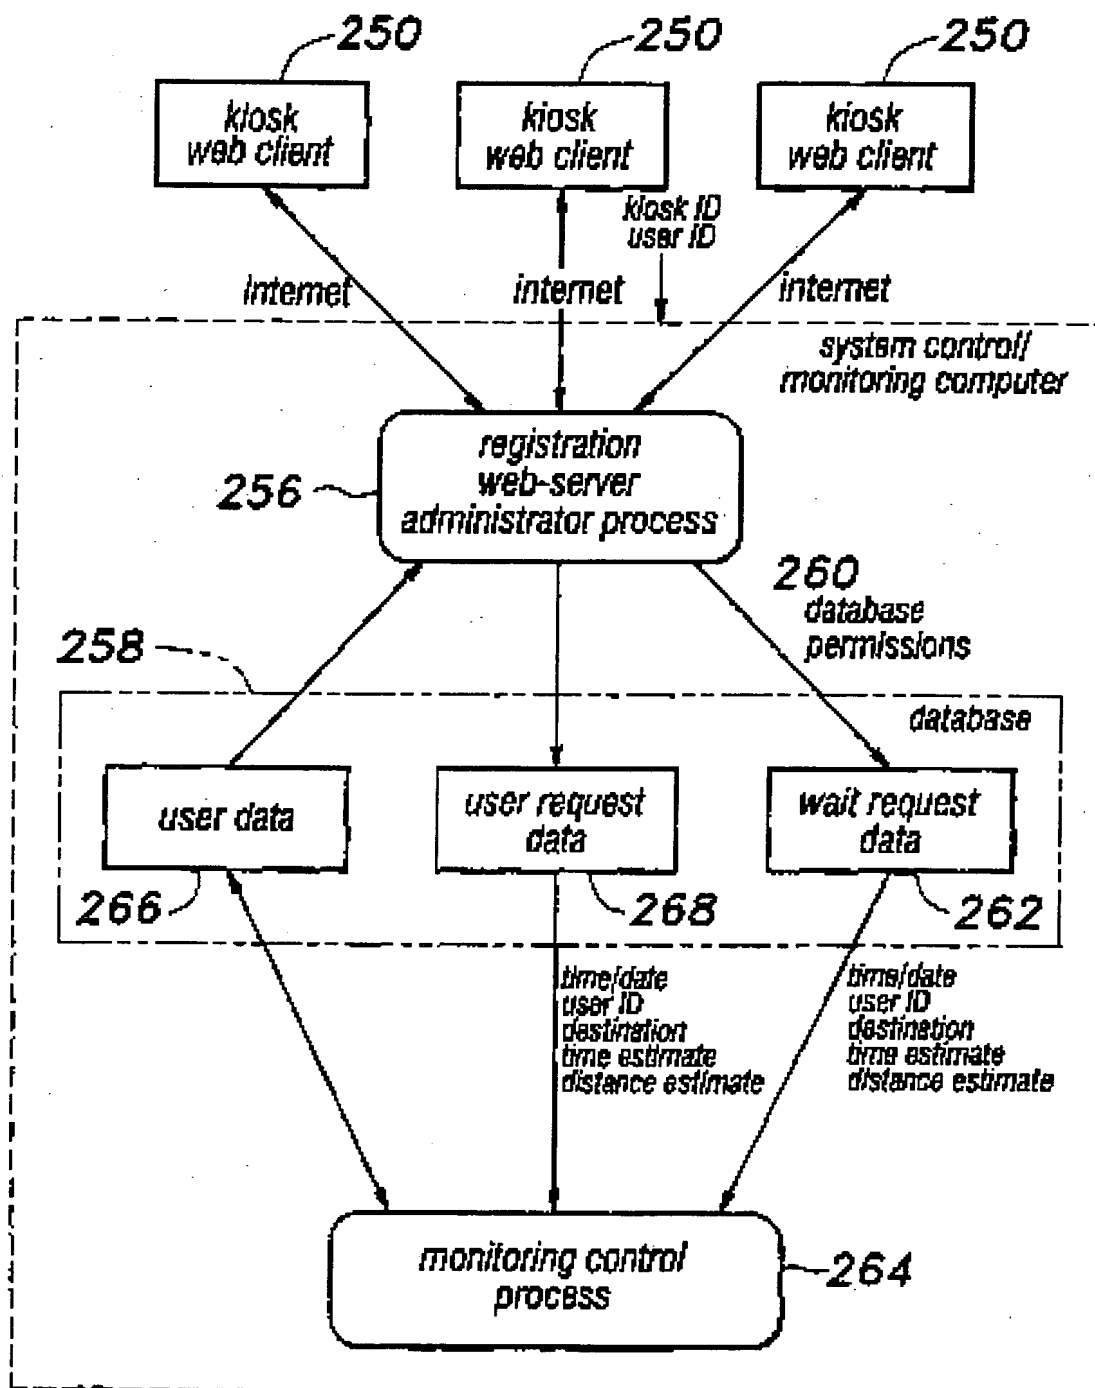 250
250
250
kiosk
web client
kiosk
web client
kiosk
web client
kiosk ID
user ID
internet
internet
internet
system control/
monitoring computer
registration
web-server
administrator process
256
260
database
permissions
258
database
user data
user request
data
wait request
data
266
268
262
time/date
user ID
destination
time estimate
distance estimate
time/date
user ID
destination
time estimate
distance estimate
monitoring control
process
264